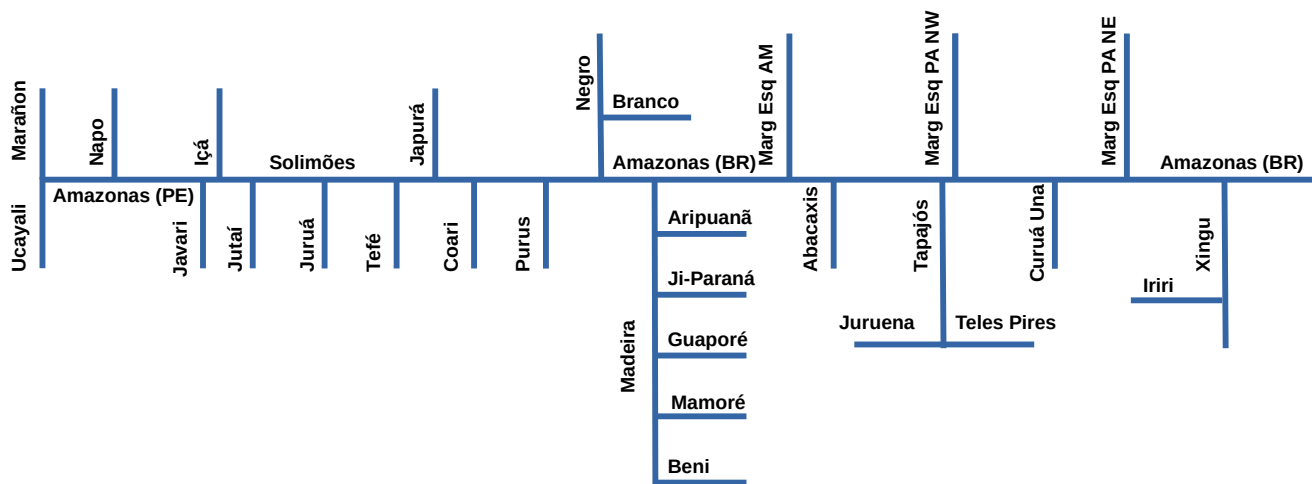 Marañon
Napo
Içá
Solimões
Japurá
Negro
Branco
Amazonas (BR)
Marg Esq AM
Marg Esq PA NW
Marg Esq PA NE
Amazonas (BR)
Ucayali
Amazonas (PE)
Javari
Jutaí
Juruá
Tefé
Coari
Purus
Madeira
Aripuanã
Ji-Paraná
Guaporé
Mamoré
Beni
Abacaxis
Tapajós
Juruena
Teles Pires
Curuá Una
Xingu
Iriri